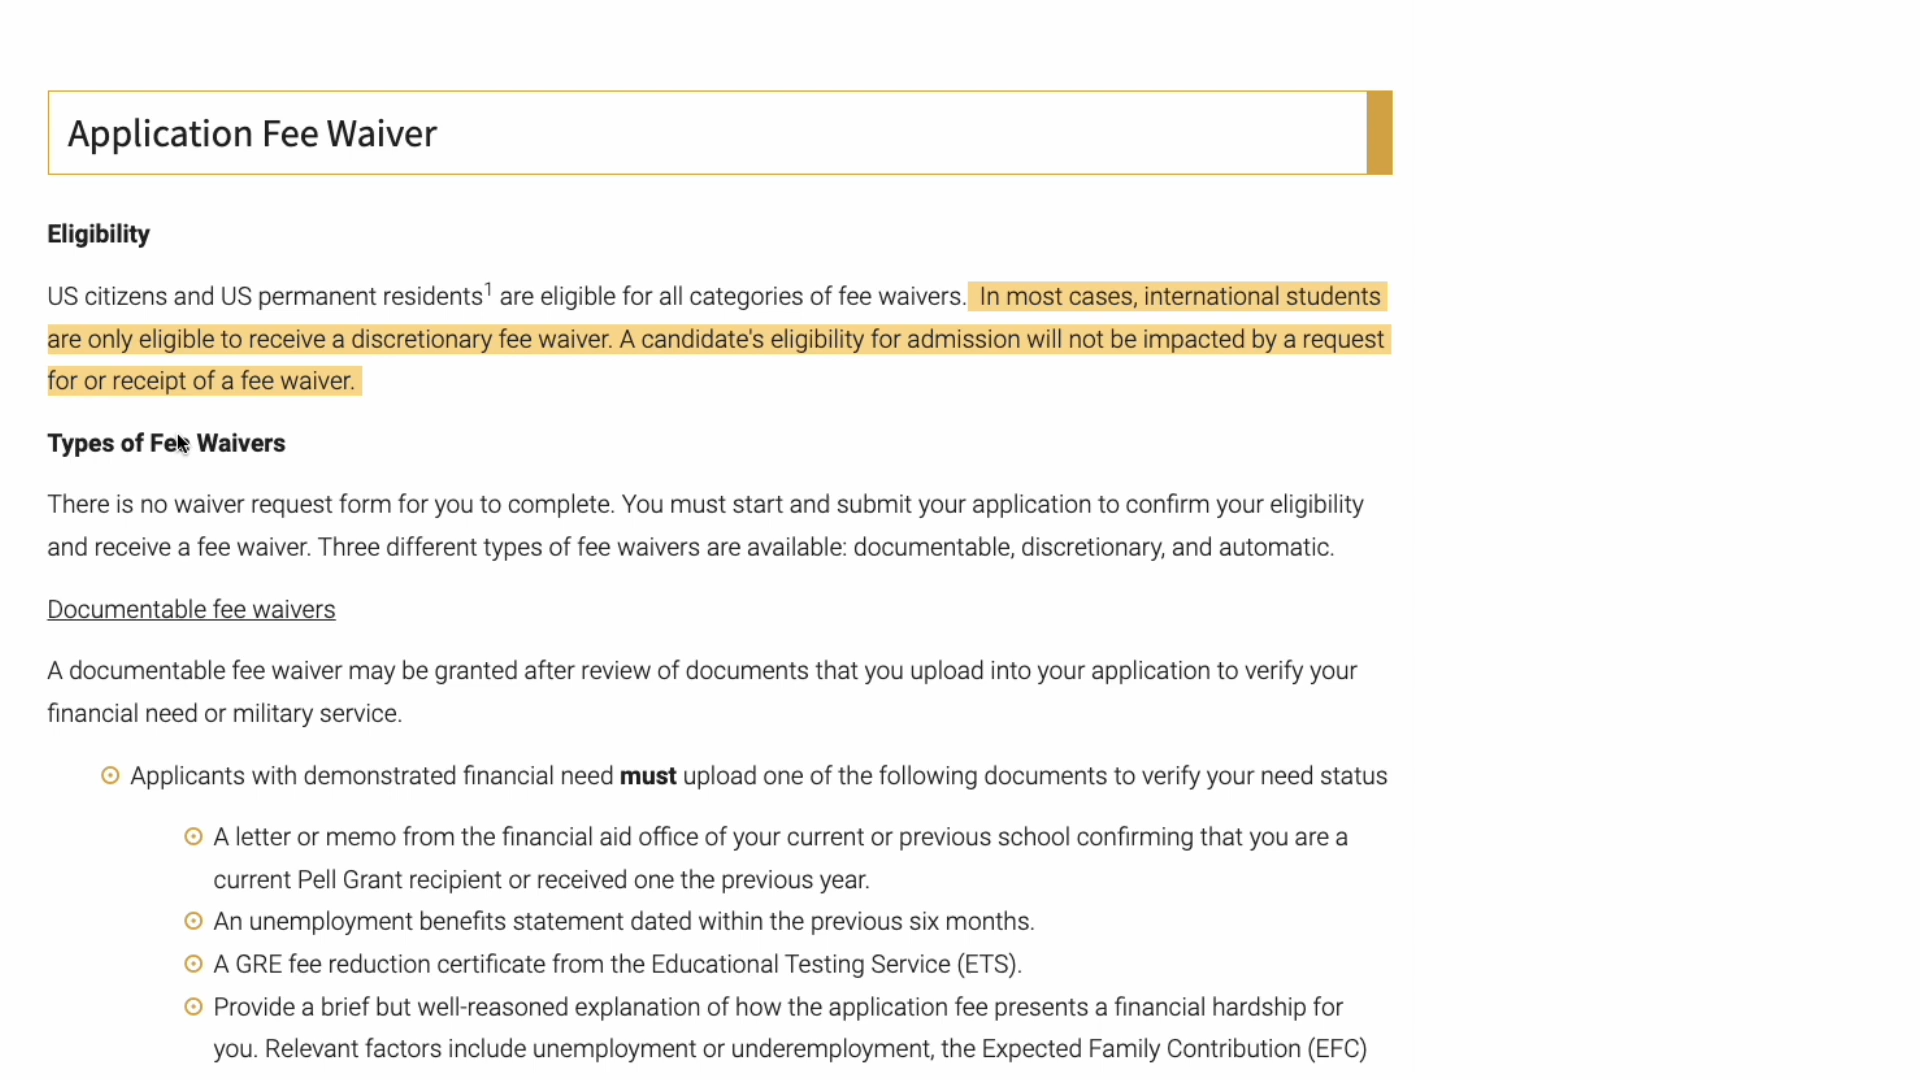 Application Fee Waiver
Eligibility
US citizens and US permanent residents1 are eligible for all categories of fee waivers. In most cases, international students
are only eligible to receive a discretionary fee waiver. A candidate's eligibility for admission will not be impacted by a request
for or receipt of a fee waiver.
Types of Fee Waivers
There is no waiver request form for you to complete. You must start and submit your application to confirm your eligibility
and receive a fee waiver. Three different types of fee waivers are available: documentable, discretionary, and automatic.
Documentable fee waivers
A documentable fee waiver may be granted after review of documents that you upload into your application to verify your
financial need or military service.
Applicants with demonstrated financial need must upload one of the following documents to verify your need status
A letter or memo from the financial aid office of your current or previous school confirming that you are a
current Pell Grant recipient or received one the previous year.
An unemployment benefits statement dated within the previous six months.
A GRE fee reduction certificate from the Educational Testing Service (ETS).
Provide a brief but well-reasoned explanation of how the application fee presents a financial hardship for
you. Relevant factors include unemployment or underemployment, the Expected Family Contribution (EFC)